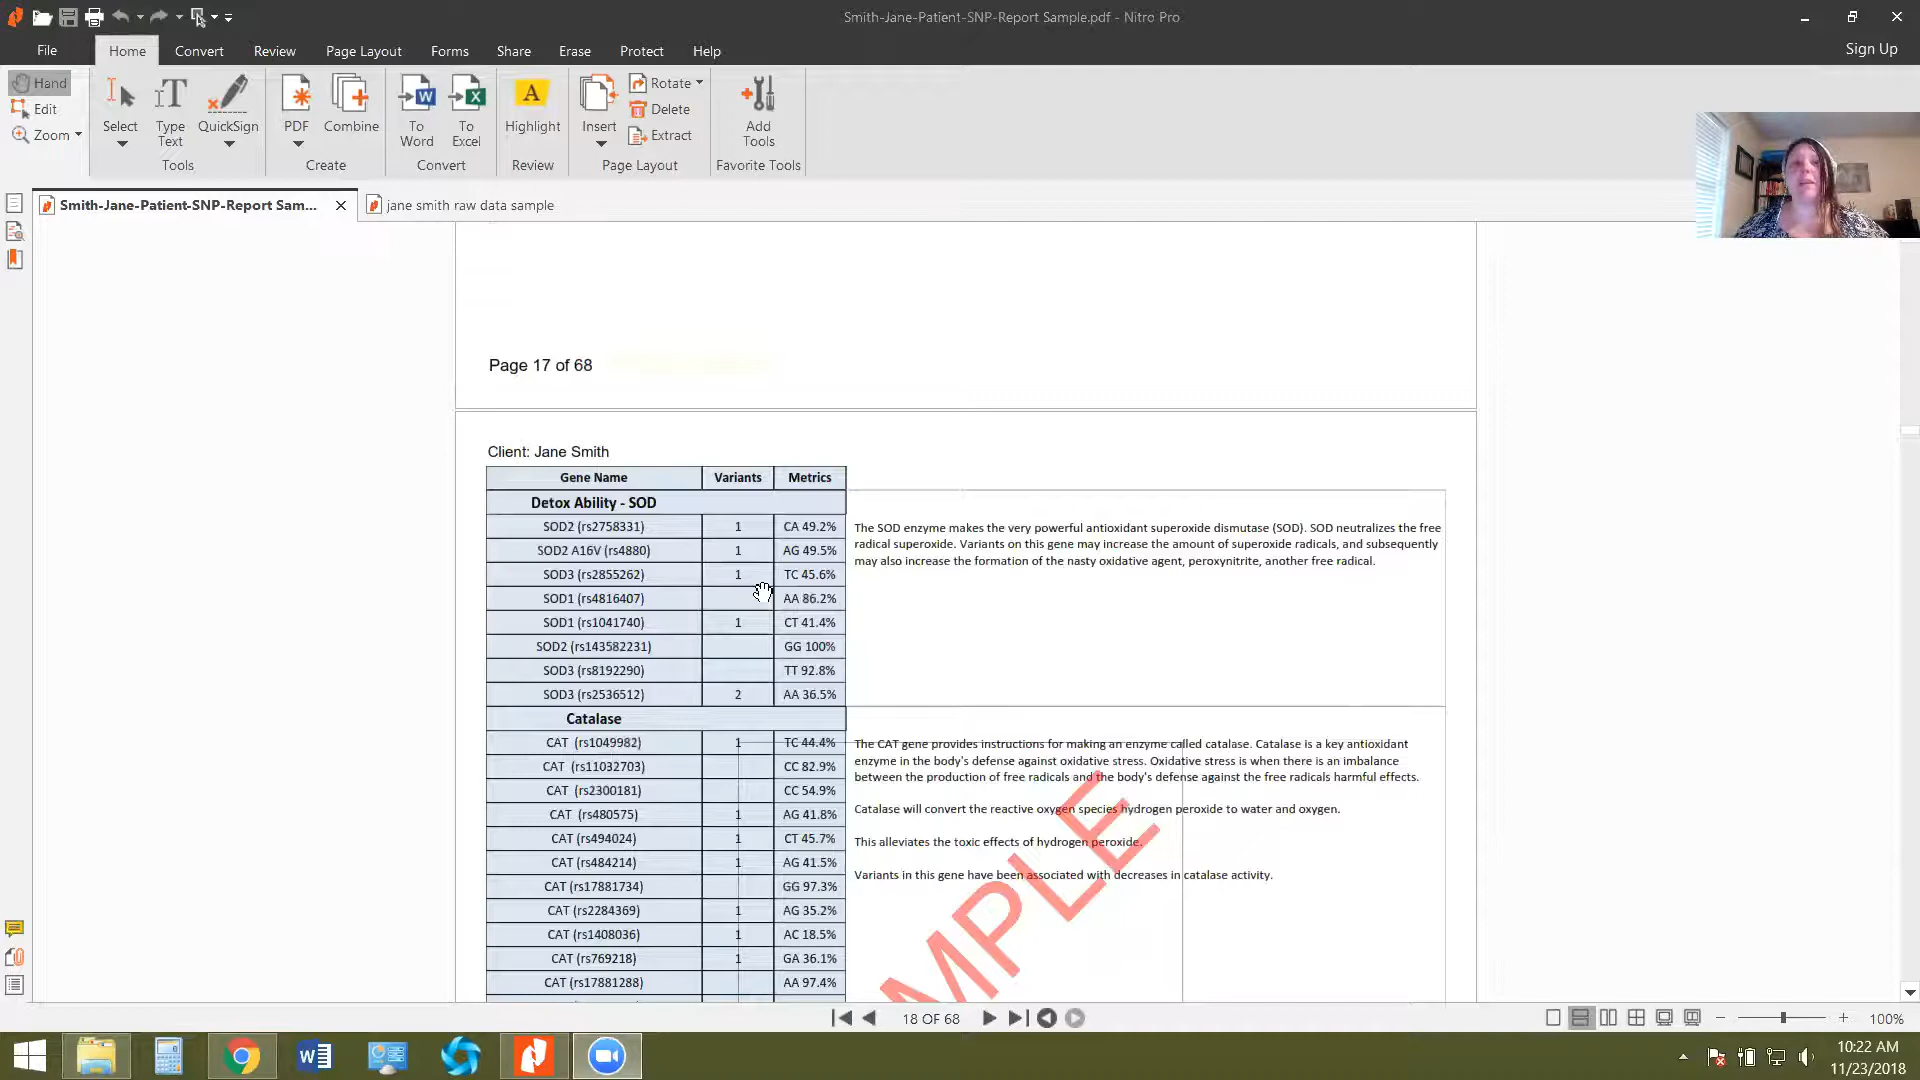 Smith-Jane-Patient-SNP-Report Sample.pdf - Nitro Pro
File
Home
Convert
Review
Page Layout
Forms
Share
Erase
Protect
Help
Sign Up
Hand
Edit
Zoom
Select
Type Text
QuickSign
Tools
PDF
Combine
Create
To Word
To Excel
Convert
Highlight
Review
Insert
Rotate
Delete
Extract
Page Layout
Add Tools
Favorite Tools
Smith-Jane-Patient-SNP-Report Sam...
jane smith raw data sample
Page 17 of 68
Client: Jane Smith
Gene Name Variants Metrics
Detox Ability - SOD
SOD2 (rs2758331) 1 CA 49.2%
SOD2 A16V (rs4880) 1 AG 49.5%
SOD3 (rs2855262) 1 TC 45.6%
SOD1 (rs4816407) AA 86.2%
SOD1 (rs1041740) 1 CT 41.4%
SOD2 (rs143582231) GG 100%
SOD3 (rs8192290) TT 92.8%
SOD3 (rs2536512) 2 AA 36.5%
The SOD enzyme makes the very powerful antioxidant superoxide dismutase (SOD). SOD neutralizes the free
radical superoxide. Variants on this gene may increase the amount of superoxide radicals, and subsequently
may also increase the formation of the nasty oxidative agent, peroxynitrite, another free radical.
Catalase
CAT (rs1049982) 1 TC 44.4%
CAT (rs11032703) CC 82.9%
CAT (rs2300181) CC 54.9%
CAT (rs480575) 1 AG 41.8%
CAT (rs494024) 1 CT 45.7%
CAT (rs484214) 1 AG 41.5%
CAT (rs17881734) GG 97.3%
CAT (rs2284369) 1 AG 35.2%
CAT (rs1408036) 1 AC 18.5%
CAT (rs769218) 1 GA 36.1%
CAT (rs17881288) AA 97.4%
The CAT gene provides instructions for making an enzyme called catalase. Catalase is a key antioxidant
enzyme in the body's defense against oxidative stress. Oxidative stress is when there is an imbalance
between the production of free radicals and the body's defense against the free radicals harmful effects.
Catalase will convert the reactive oxygen species hydrogen peroxide to water and oxygen.
This alleviates the toxic effects of hydrogen peroxide.
Variants in this gene have been associated with decreases in catalase activity.
MPLE
18 OF 68
100%
10:22 AM
11/23/2018